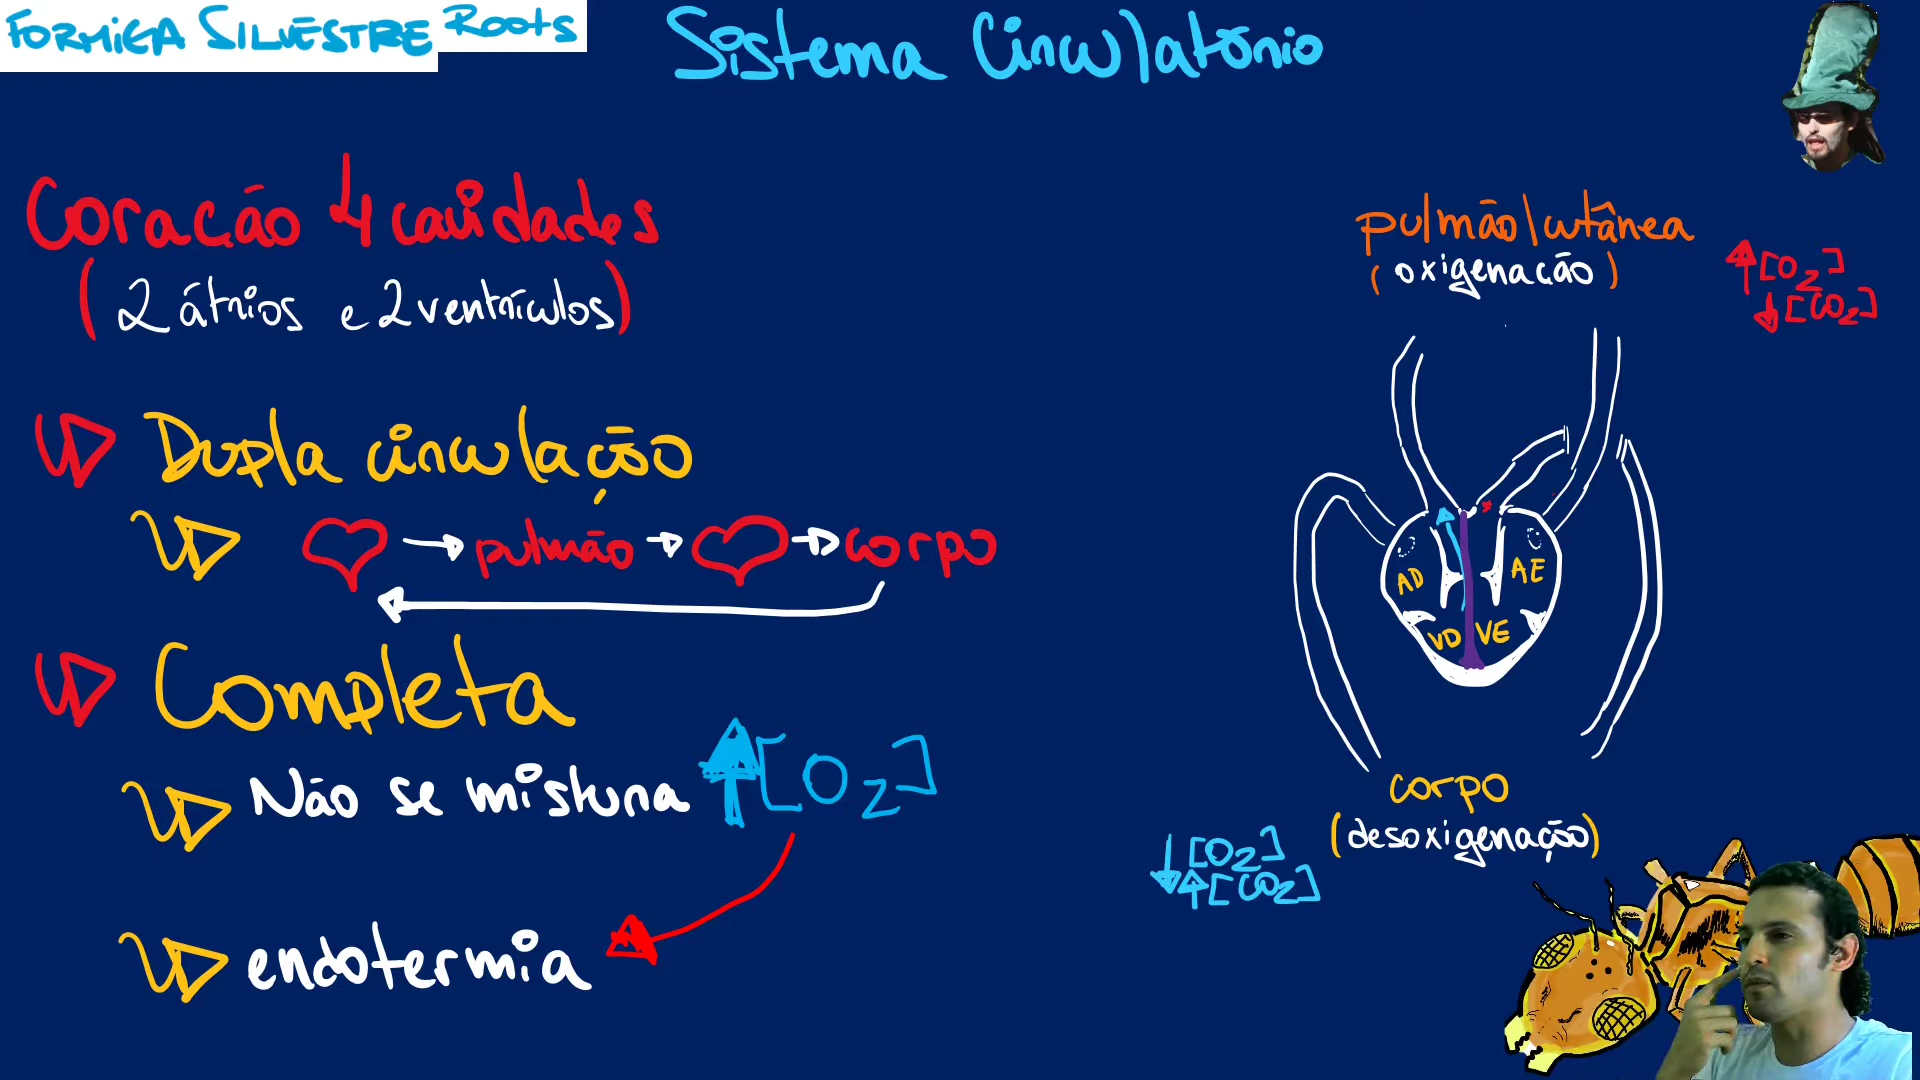 FORMIGA SILVESTRE Roots
Sistema Circulatório
Coração 4 cavidades
(2 átrios e 2 ventrículos)
Dupla circulação
pulmão
corpo
Completa
Não se mistura
[O2]
endotermia
pulmão/cutânea
(oxigenação)
[O2]
[CO2]
AD
AE
VD
VE
corpo
(desoxigenação)
[O2]
[CO2]